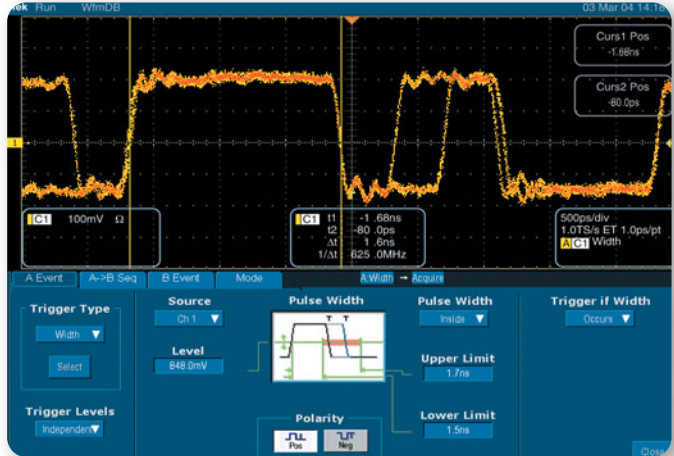 Tek Run WfmDB 03 Mar 04 14:18
Curs1 Pos
-1.68ns
Curs2 Pos
-80.0ps
1
C1 100mV Ω
C1 t1 -1.68ns
t2 -80.0ps
Δt 1.6ns
1/Δt 625.0MHz
500ps/div
1.0TS/s ET 1.0ps/pt
A C1 Width
A Event A->B Seq B Event Mode A:Width → Acquire
Trigger Type
Width
Select
Trigger Levels
Independent
Source
Ch 1
Level
848.0mV
Pulse Width
T T
Polarity
Pos Neg
Pulse Width
Inside
Upper Limit
1.7ns
Lower Limit
1.5ns
Trigger if Width
Occurs
Close